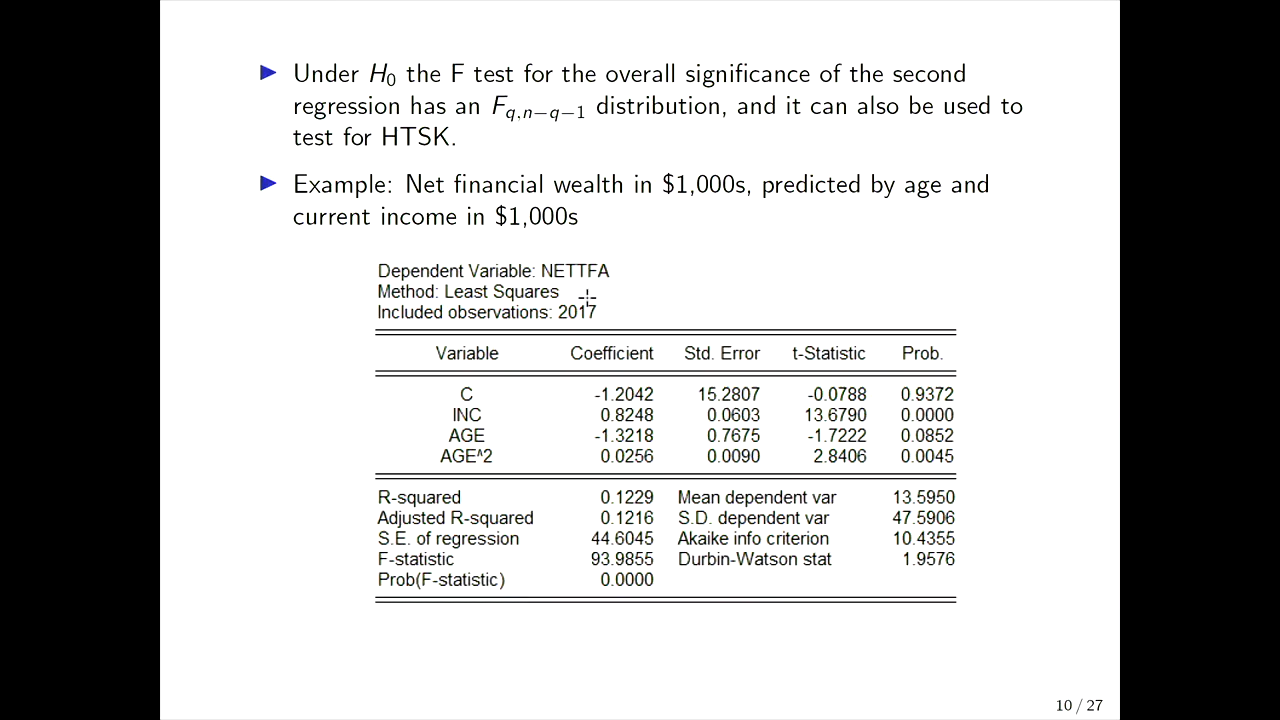 ▶ Under H₀ the F test for the overall significance of the second
regression has an F_{q,n−q−1} distribution, and it can also be used to
test for HTSK.
▶ Example: Net financial wealth in $1,000s, predicted by age and
current income in $1,000s
Dependent Variable: NETTFA
Method: Least Squares
Included observations: 2017
Variable Coefficient Std. Error t-Statistic Prob.
C -1.2042 15.2807 -0.0788 0.9372
INC 0.8248 0.0603 13.6790 0.0000
AGE -1.3218 0.7675 -1.7222 0.0852
AGE^2 0.0256 0.0090 2.8406 0.0045
R-squared 0.1229 Mean dependent var 13.5950
Adjusted R-squared 0.1216 S.D. dependent var 47.5906
S.E. of regression 44.6045 Akaike info criterion 10.4355
F-statistic 93.9855 Durbin-Watson stat 1.9576
Prob(F-statistic) 0.0000
10 / 27